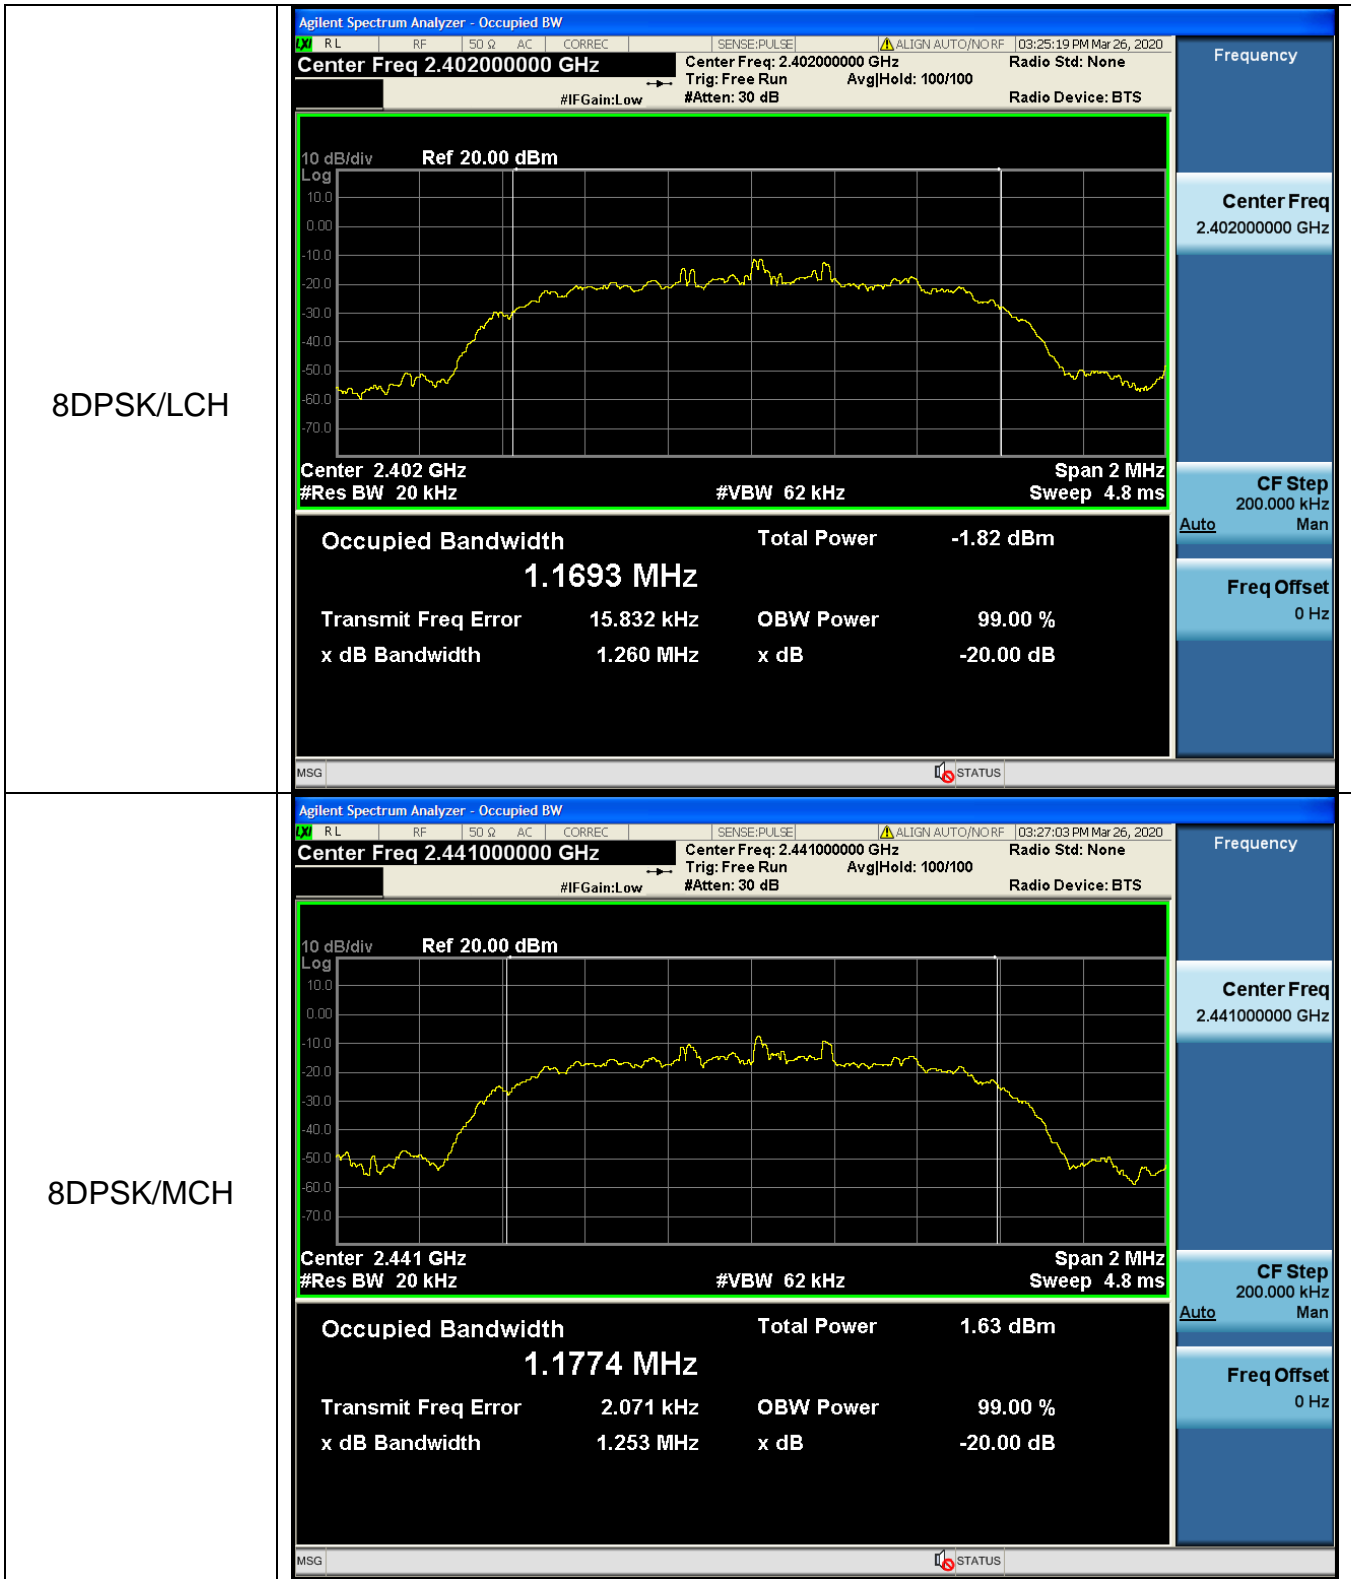 8DPSK/LCH
Agilent Spectrum Analyzer - Occupied BW
LXI RL RF 50 Ω AC CORREC SENSE:PULSE ALIGN AUTO/NO RF 03:25:19 PM Mar 26, 2020
Center Freq 2.402000000 GHz
Center Freq: 2.402000000 GHz Radio Std: None
Trig: Free Run Avg|Hold: 100/100
#IFGain:Low #Atten: 30 dB Radio Device: BTS
10 dB/div Ref 20.00 dBm
Log
10.0
0.00
-10.0
-20.0
-30.0
-40.0
-50.0
-60.0
-70.0
Center 2.402 GHz Span 2 MHz
#Res BW 20 kHz #VBW 62 kHz Sweep 4.8 ms
Occupied Bandwidth Total Power -1.82 dBm
1.1693 MHz
Transmit Freq Error 15.832 kHz OBW Power 99.00 %
x dB Bandwidth 1.260 MHz x dB -20.00 dB
MSG STATUS
Frequency
Center Freq
2.402000000 GHz
CF Step
200.000 kHz
Auto Man
Freq Offset
0 Hz
8DPSK/MCH
Agilent Spectrum Analyzer - Occupied BW
LXI RL RF 50 Ω AC CORREC SENSE:PULSE ALIGN AUTO/NO RF 03:27:03 PM Mar 26, 2020
Center Freq 2.441000000 GHz
Center Freq: 2.441000000 GHz Radio Std: None
Trig: Free Run Avg|Hold: 100/100
#IFGain:Low #Atten: 30 dB Radio Device: BTS
10 dB/div Ref 20.00 dBm
Log
10.0
0.00
-10.0
-20.0
-30.0
-40.0
-50.0
-60.0
-70.0
Center 2.441 GHz Span 2 MHz
#Res BW 20 kHz #VBW 62 kHz Sweep 4.8 ms
Occupied Bandwidth Total Power 1.63 dBm
1.1774 MHz
Transmit Freq Error 2.071 kHz OBW Power 99.00 %
x dB Bandwidth 1.253 MHz x dB -20.00 dB
MSG STATUS
Frequency
Center Freq
2.441000000 GHz
CF Step
200.000 kHz
Auto Man
Freq Offset
0 Hz